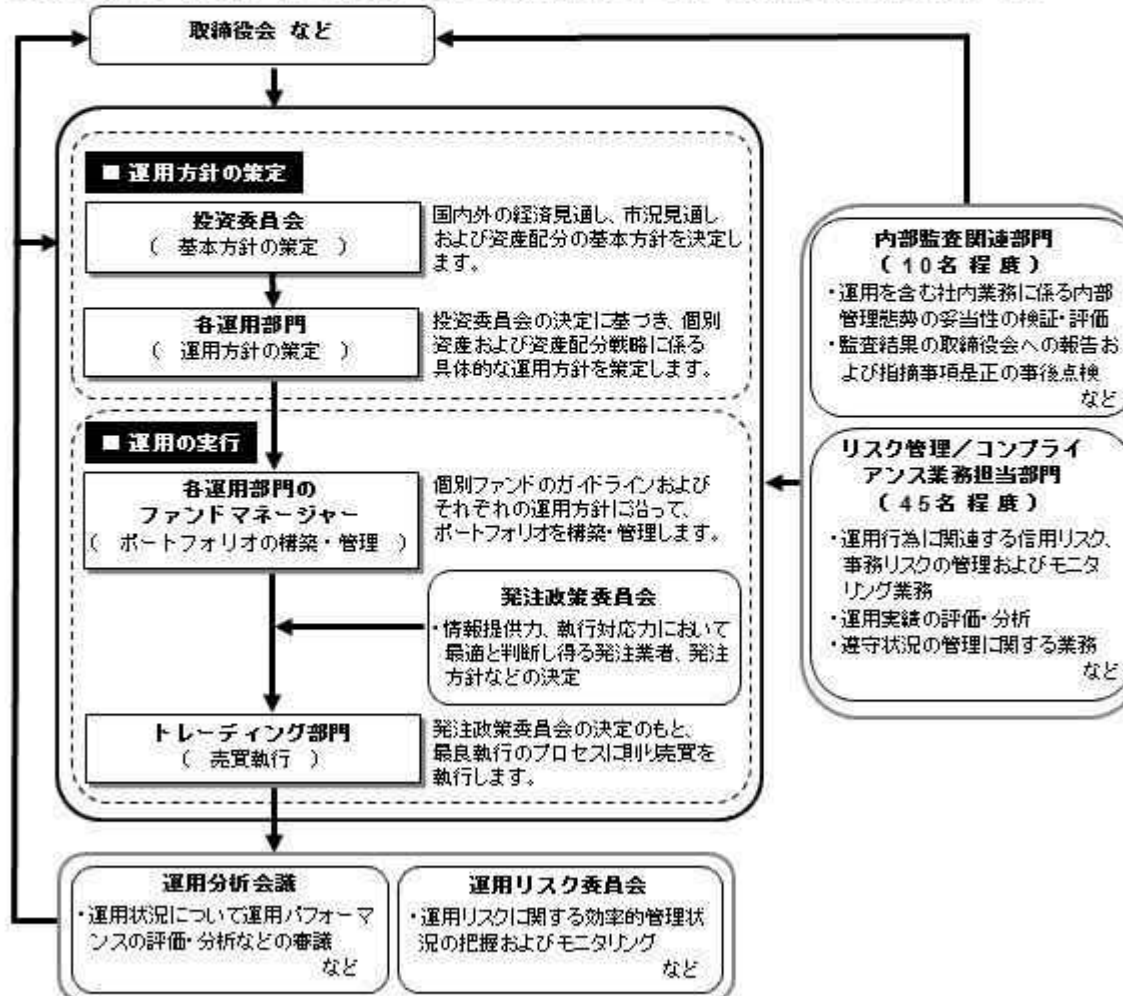 取締役会 など
■ 運用方針の策定
投資委員会
( 基本方針の策定 )
国内外の経済見通し、市況見通し
および資産配分の基本方針を決定し
ます。
各運用部門
( 運用方針の策定 )
投資委員会の決定に基づき、個別
資産および資産配分戦略に係る
具体的な運用方針を策定します。
■ 運用の実行
各運用部門の
ファンドマネージャー
( ポートフォリオの構築・管理 )
個別ファンドのガイドラインおよび
それぞれの運用方針に沿って、
ポートフォリオを構築・管理します。
発注政策委員会
・情報提供力、執行対応力において
最適と判断し得る発注業者、発注
方針などの決定
トレーディング部門
( 売買執行 )
発注政策委員会の決定のもと、
最良執行のプロセスに則り売買を
執行します。
運用分析会議
・運用状況について運用パフォーマ
ンスの評価・分析などの審議
など
運用リスク委員会
・運用リスクに関する効率的管理状
況の把握およびモニタリング
など
内部監査関連部門
( 10名 程度 )
・運用を含む社内業務に係る内部
管理態勢の妥当性の検証・評価
・監査結果の取締役会への報告お
よび指摘事項是正の事後点検
など
リスク管理／コンプライ
アンス業務担当部門
( 45名 程度 )
・運用行為に関連する信用リスク、
事務リスクの管理およびモニタ
リング業務
・運用実績の評価・分析
・遵守状況の管理に関する業務
など